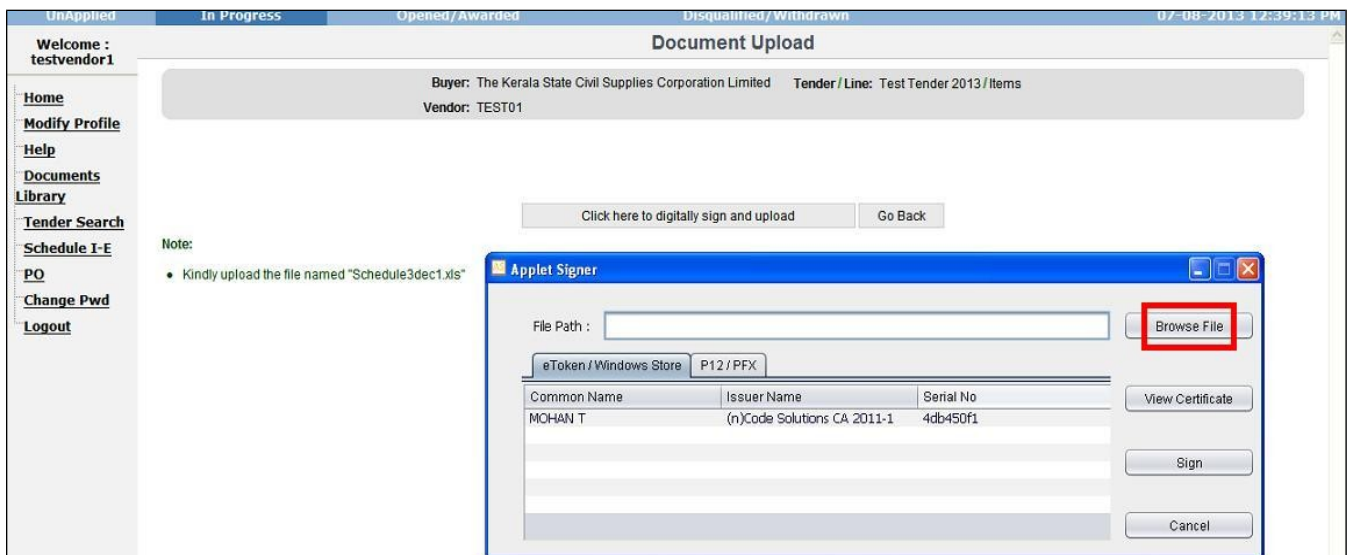 UnApplied In Progress Opened/Awarded Disqualified/Withdrawn 07-08-2013 12:39:13 PM
Welcome :
testvendor1
Document Upload
Buyer: The Kerala State Civil Supplies Corporation Limited Tender/Line: Test Tender 2013/Items
Vendor: TEST01
Home
Modify Profile
Help
Documents
Library
Tender Search
Schedule I-E
PO
Change Pwd
Logout
Click here to digitally sign and upload Go Back
Note:
• Kindly upload the file named "Schedule3dec1.xls"
Applet Signer
File Path : Browse File
eToken / Windows Store P12 / PFX
Common Name Issuer Name Serial No View Certificate
MOHAN T (n)Code Solutions CA 2011-1 4db450f1
Sign
Cancel